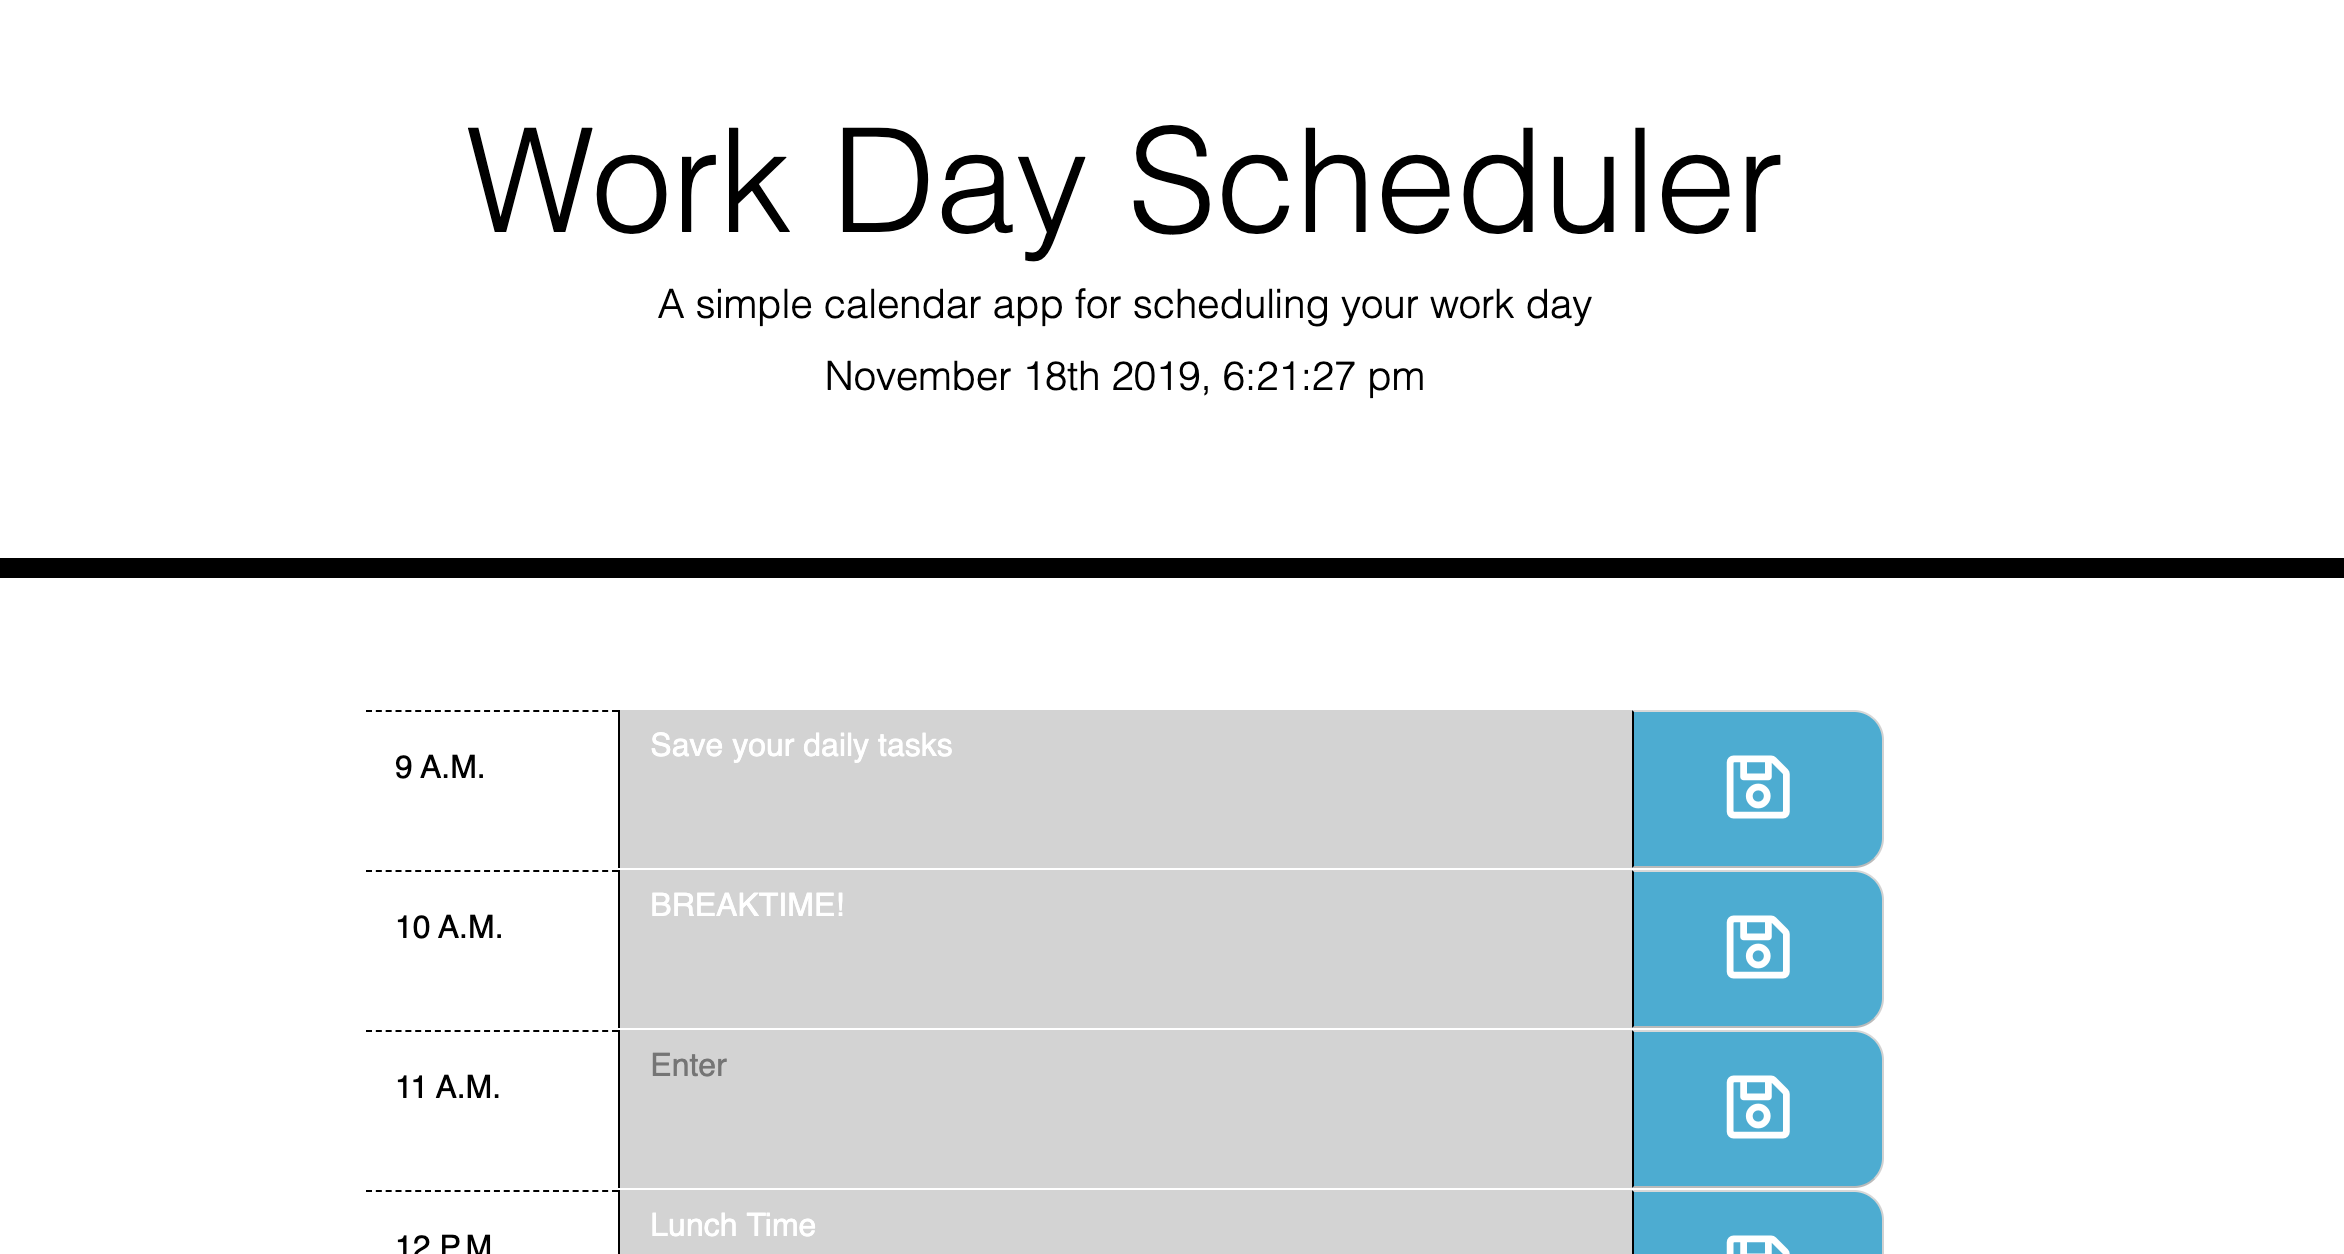 Work Day Scheduler
A simple calendar app for scheduling your work day
November 18th 2019, 6:21:27 pm
9 A.M.
Save your daily tasks
10 A.M.
BREAKTIME!
11 A.M.
Enter
12 P.M
Lunch Time